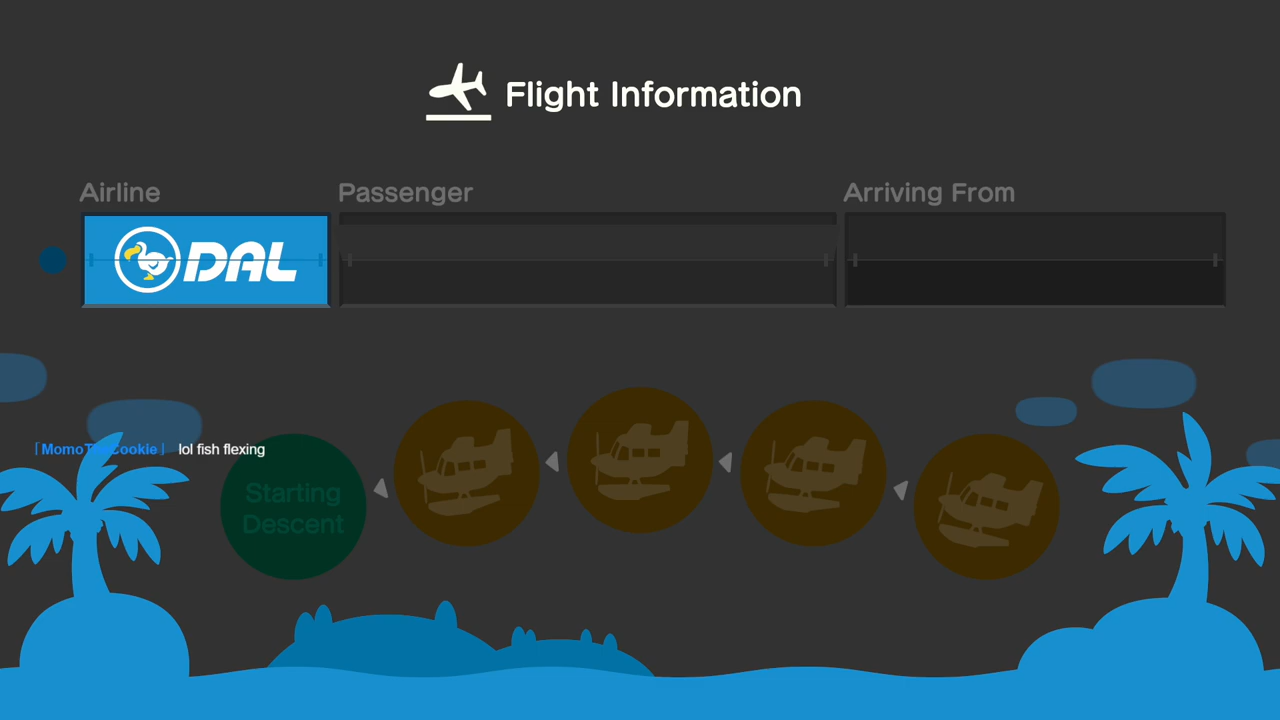 Flight Information
Airline
Passenger
Arriving From
DAL
[MomoTheCookie] lol fish flexing
Starting
Descent